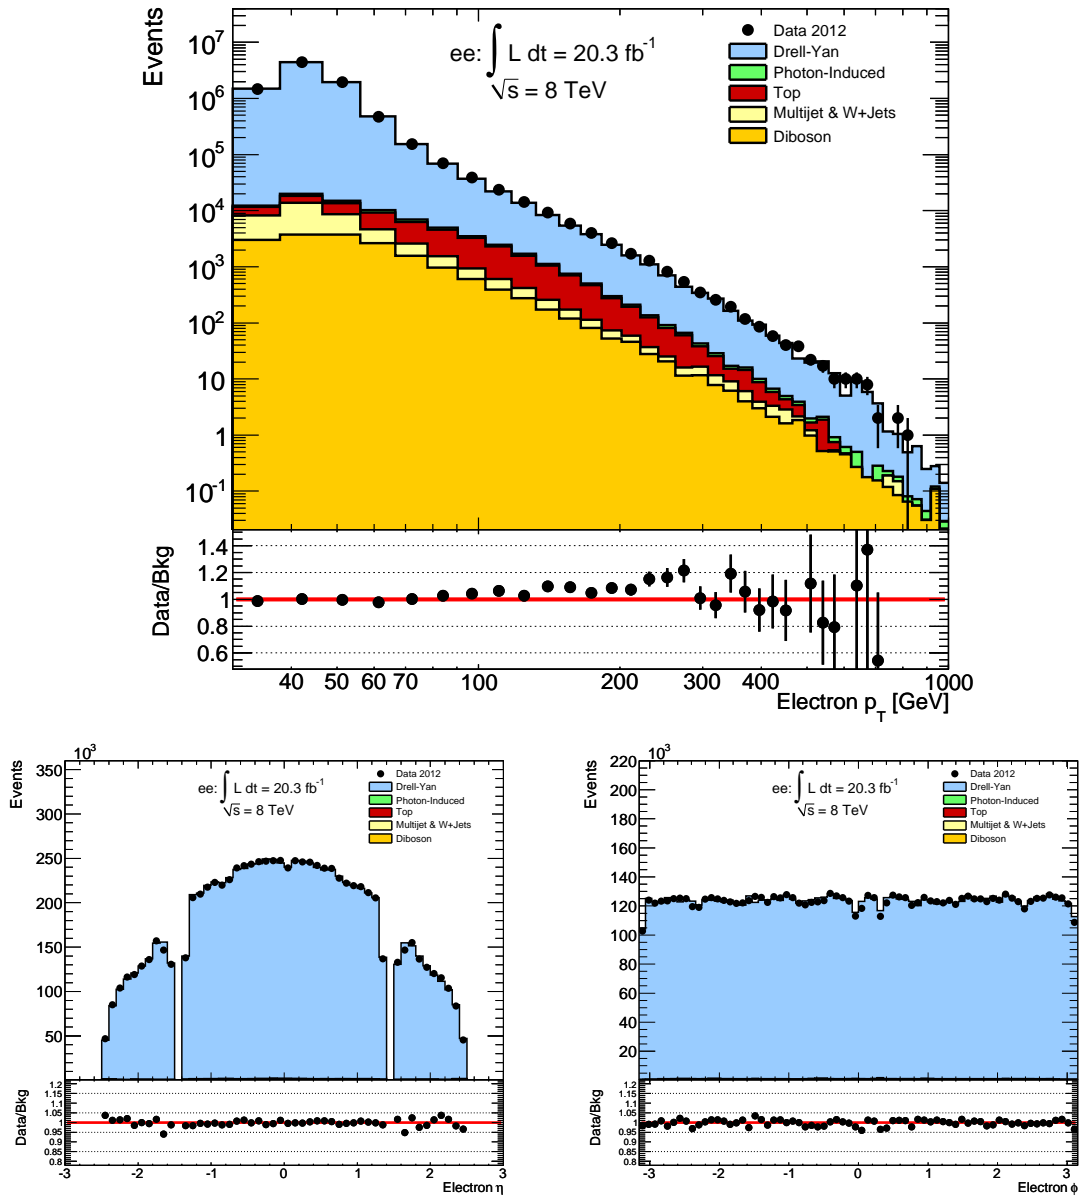 Events
10^7
10^6
10^5
10^4
10^3
10^2
10
1
10^-1
ee: ∫ L dt = 20.3 fb^-1
√s = 8 TeV
Data 2012
Drell-Yan
Photon-Induced
Top
Multijet & W+Jets
Diboson
Data/Bkg
1.4
1.2
1
0.8
0.6
40 50 60 70 100 200 300 400 1000
Electron p_T [GeV]
10^3
Events
350
300
250
200
150
100
50
ee: ∫ L dt = 20.3 fb^-1
√s = 8 TeV
Data 2012
Drell-Yan
Photon-Induced
Top
Multijet & W+Jets
Diboson
Data/Bkg
1.2
1.15
1.1
1.05
1
0.95
0.9
0.85
0.8
-3 -2 -1 0 1 2 3
Electron η
10^3
Events
220
200
180
160
140
120
100
80
60
40
20
ee: ∫ L dt = 20.3 fb^-1
√s = 8 TeV
Data 2012
Drell-Yan
Photon-Induced
Top
Multijet & W+Jets
Diboson
Data/Bkg
1.2
1.15
1.1
1.05
1
0.95
0.9
0.85
0.8
-3 -2 -1 0 1 2 3
Electron ϕ